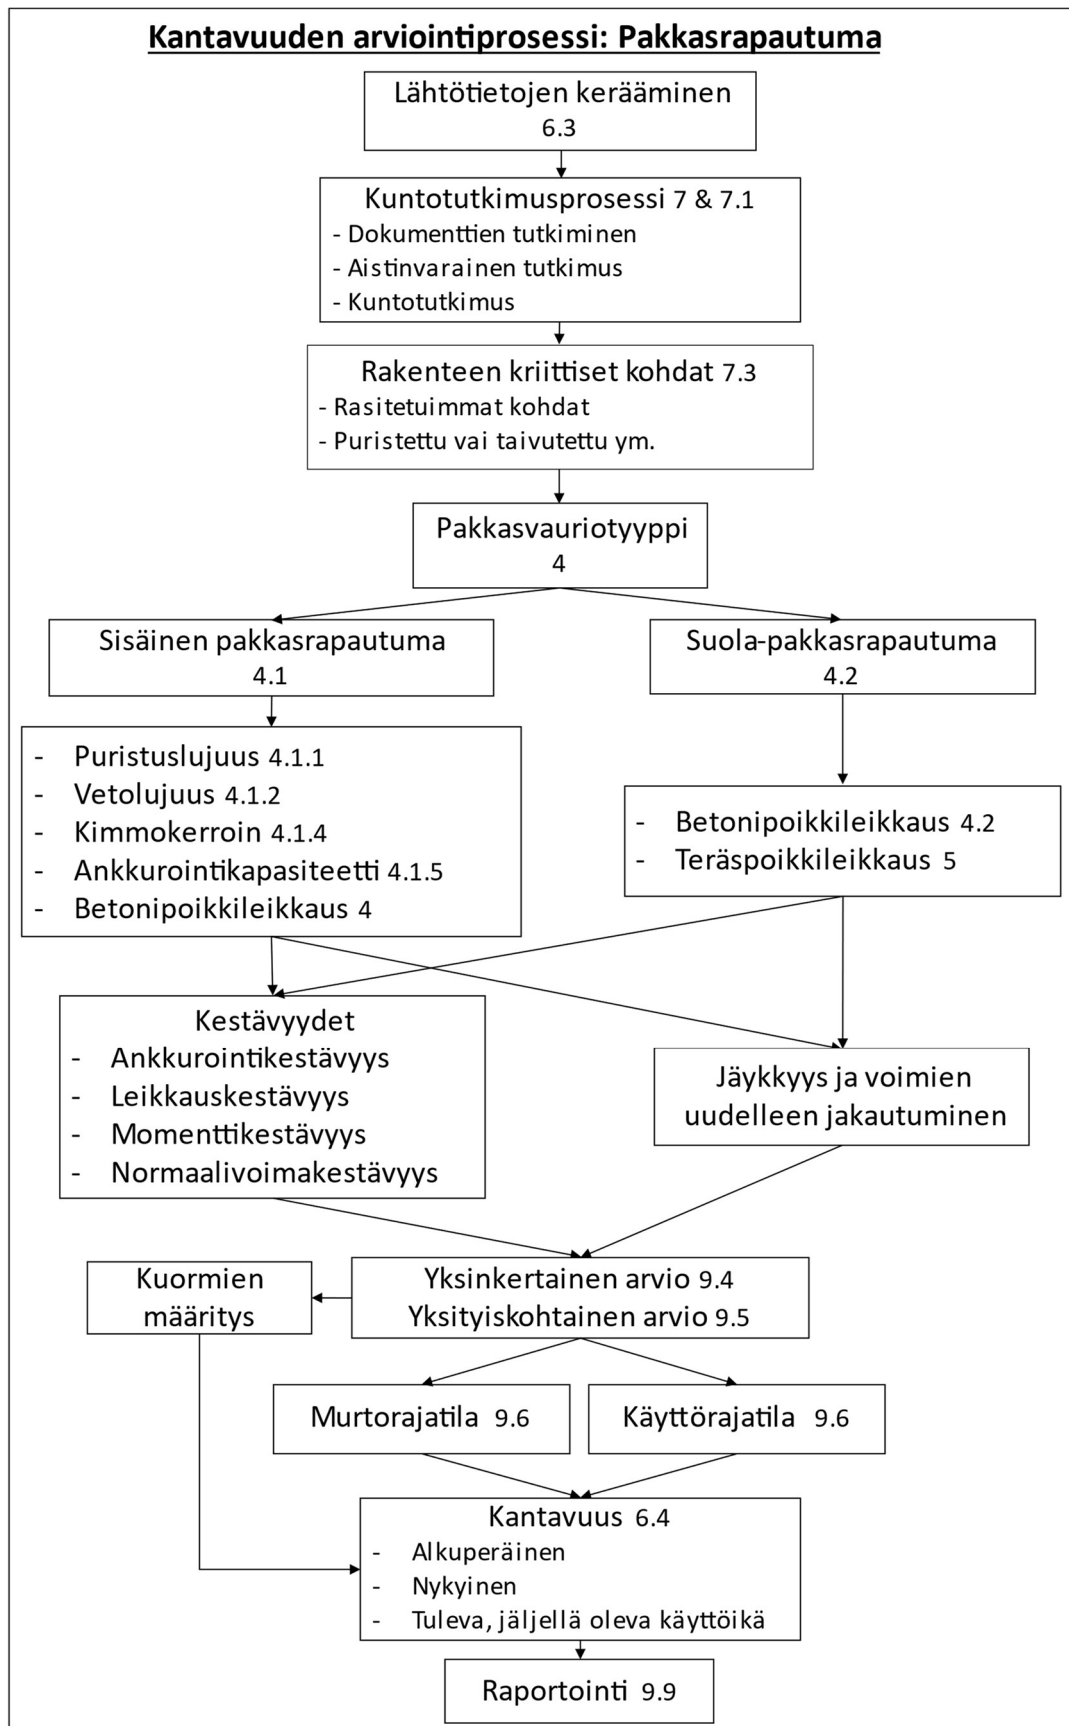 Kantavuuden arviointiprosessi: Pakkasrapautuma
Lähtötietojen kerääminen
6.3
Kuntotutkimusprosessi 7 & 7.1
- Dokumenttien tutkiminen
- Aistinvarainen tutkimus
- Kuntotutkimus
Rakenteen kriittiset kohdat 7.3
- Rasitetuimmat kohdat
- Puristettu vai taivutettu ym.
Pakkasvauriotyyppi
4
Sisäinen pakkasrapautuma
4.1
Suola-pakkasrapautuma
4.2
- Puristuslujuus 4.1.1
- Vetolujuus 4.1.2
- Kimmokerroin 4.1.4
- Ankkurointikapasiteetti 4.1.5
- Betonipoikkileikkaus 4
- Betonipoikkileikkaus 4.2
- Teräspoikkileikkaus 5
Kestävyydet
- Ankkurointikestävyys
- Leikkauskestävyys
- Momenttikestävyys
- Normaalivoimakestävyys
Jäykkyys ja voimien
uudelleen jakautuminen
Kuormien
määritys
Yksinkertainen arvio 9.4
Yksityiskohtainen arvio 9.5
Murtorajatila 9.6
Käyttörajatila 9.6
Kantavuus 6.4
- Alkuperäinen
- Nykyinen
- Tuleva, jäljellä oleva käyttöikä
Raportointi 9.9